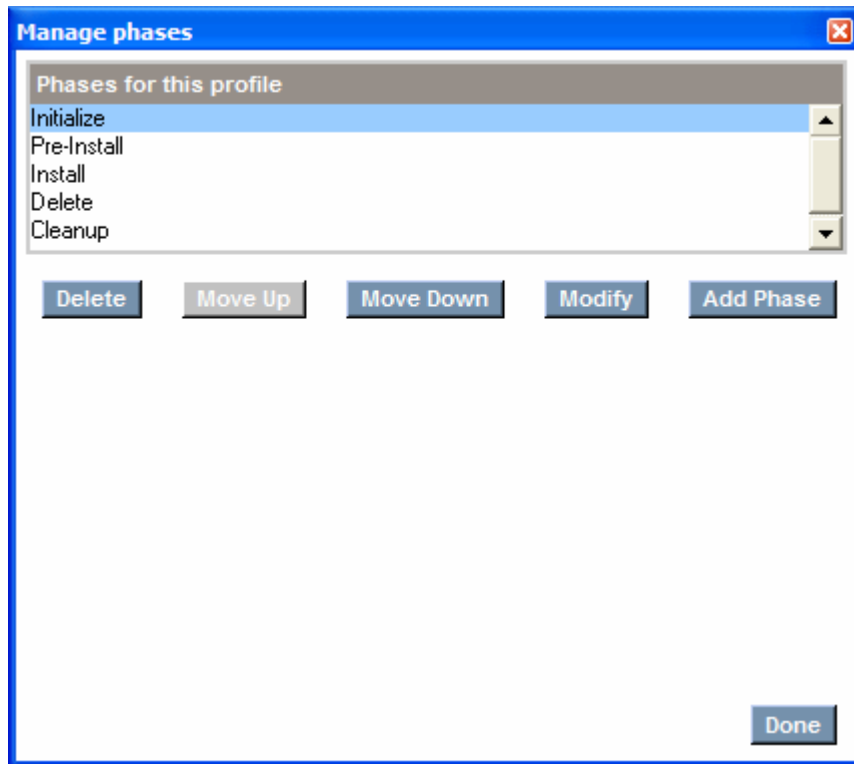 Manage phases
Phases for this profile
Initialize
Pre-Install
Install
Delete
Cleanup
Delete Move Up Move Down Modify Add Phase
Done